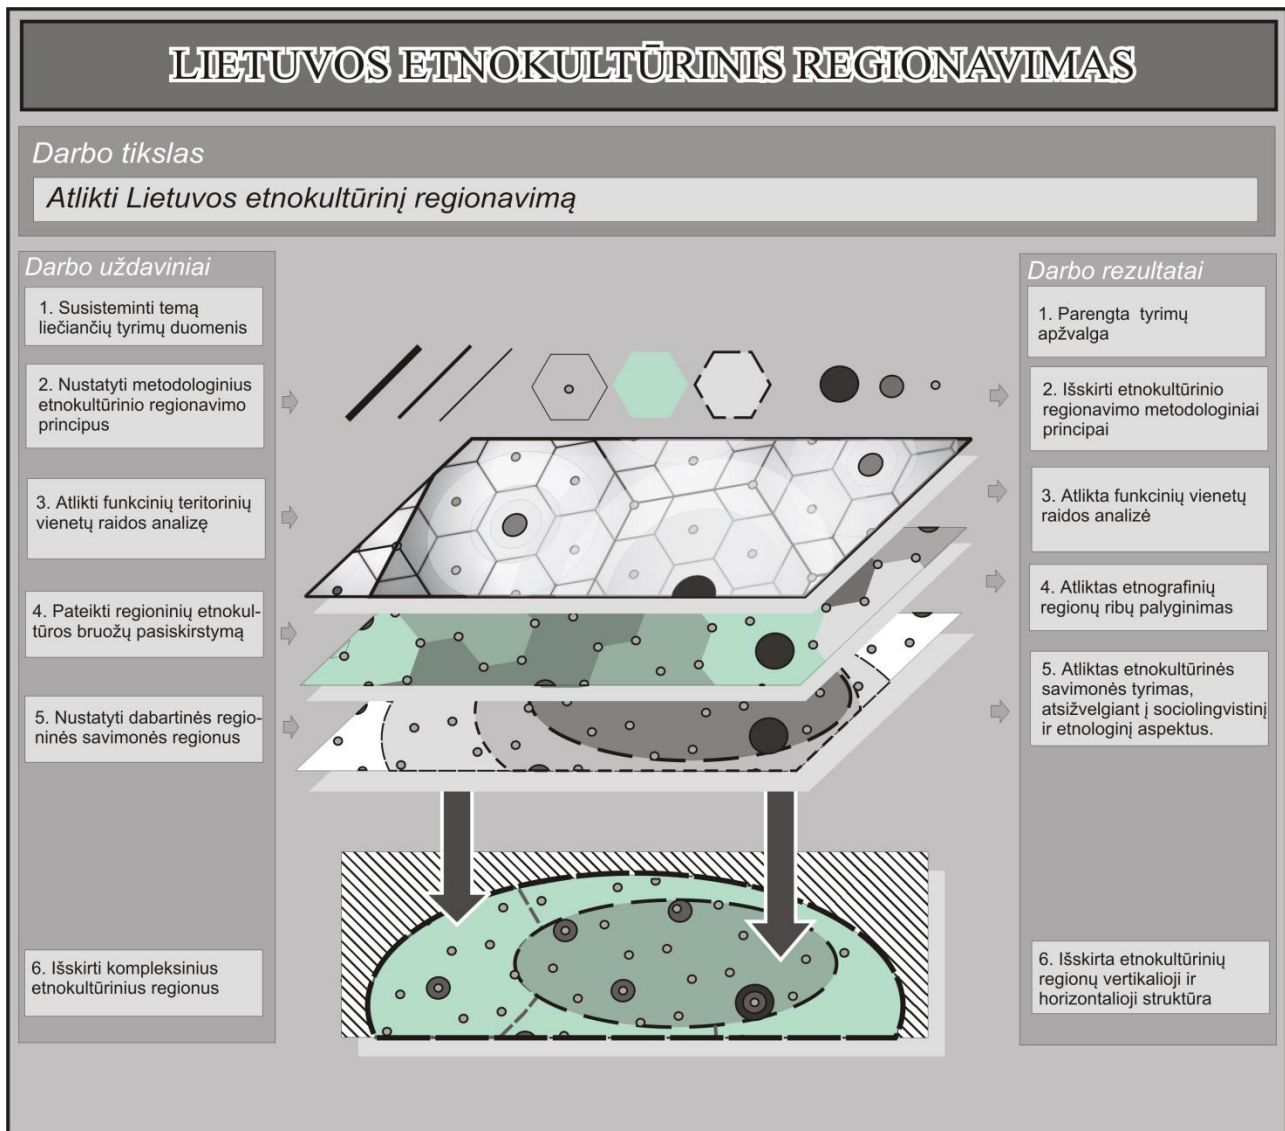 LIETUVOS ETNOKULTŪRINIS REGIONAVIMAS
Darbo tikslas
Atlikti Lietuvos etnokultūrinį regionavimą
Darbo uždaviniai
1. Susisteminti temą
liečiančių tyrimų duomenis
2. Nustatyti metodologinius
etnokultūrinio regionavimo
principus
3. Atlikti funkcinių teritorinių
vienetų raidos analizę
4. Pateikti regioninių etnokul-
tūros bruožų pasiskirstymą
5. Nustatyti dabartinės regio-
ninės savimonės regionus
6. Išskirti kompleksinius
etnokultūrinius regionus
Darbo rezultatai
1. Parengta tyrimų
apžvalga
2. Išskirti etnokultūrinio
regionavimo metodologiniai
principai
3. Atlikta funkcinių vienetų
raidos analizė
4. Atliktas etnografinių
regionų ribų palyginimas
5. Atliktas etnokultūrinės
savimonės tyrimas,
atsižvelgiant į sociolingvistinį
ir etnologinį aspektus.
6. Išskirta etnokultūrinių
regionų vertikalioji ir
horizontalioji struktūra